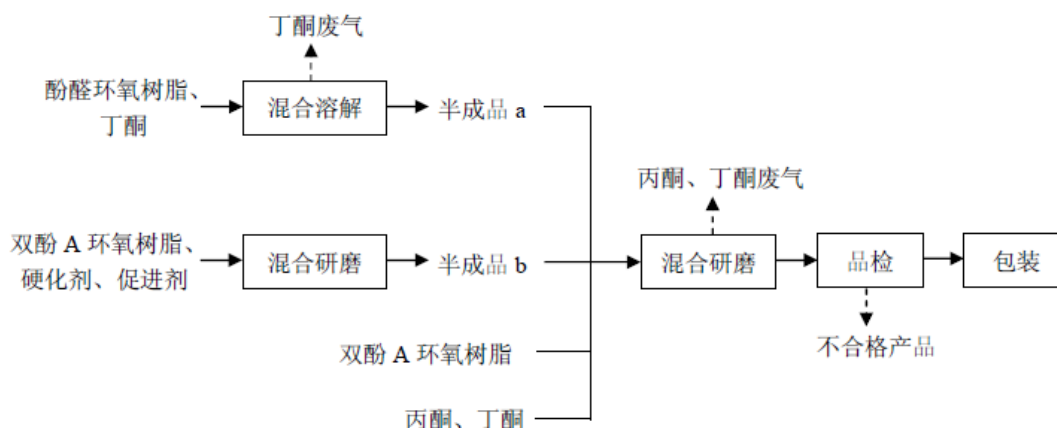 丁酮废气
酚醛环氧树脂、
丁酮
混合溶解
半成品 a
丙酮、丁酮废气
双酚 A 环氧树脂、
硬化剂、促进剂
混合研磨
半成品 b
混合研磨
品检
包装
双酚 A 环氧树脂
不合格产品
丙酮、丁酮